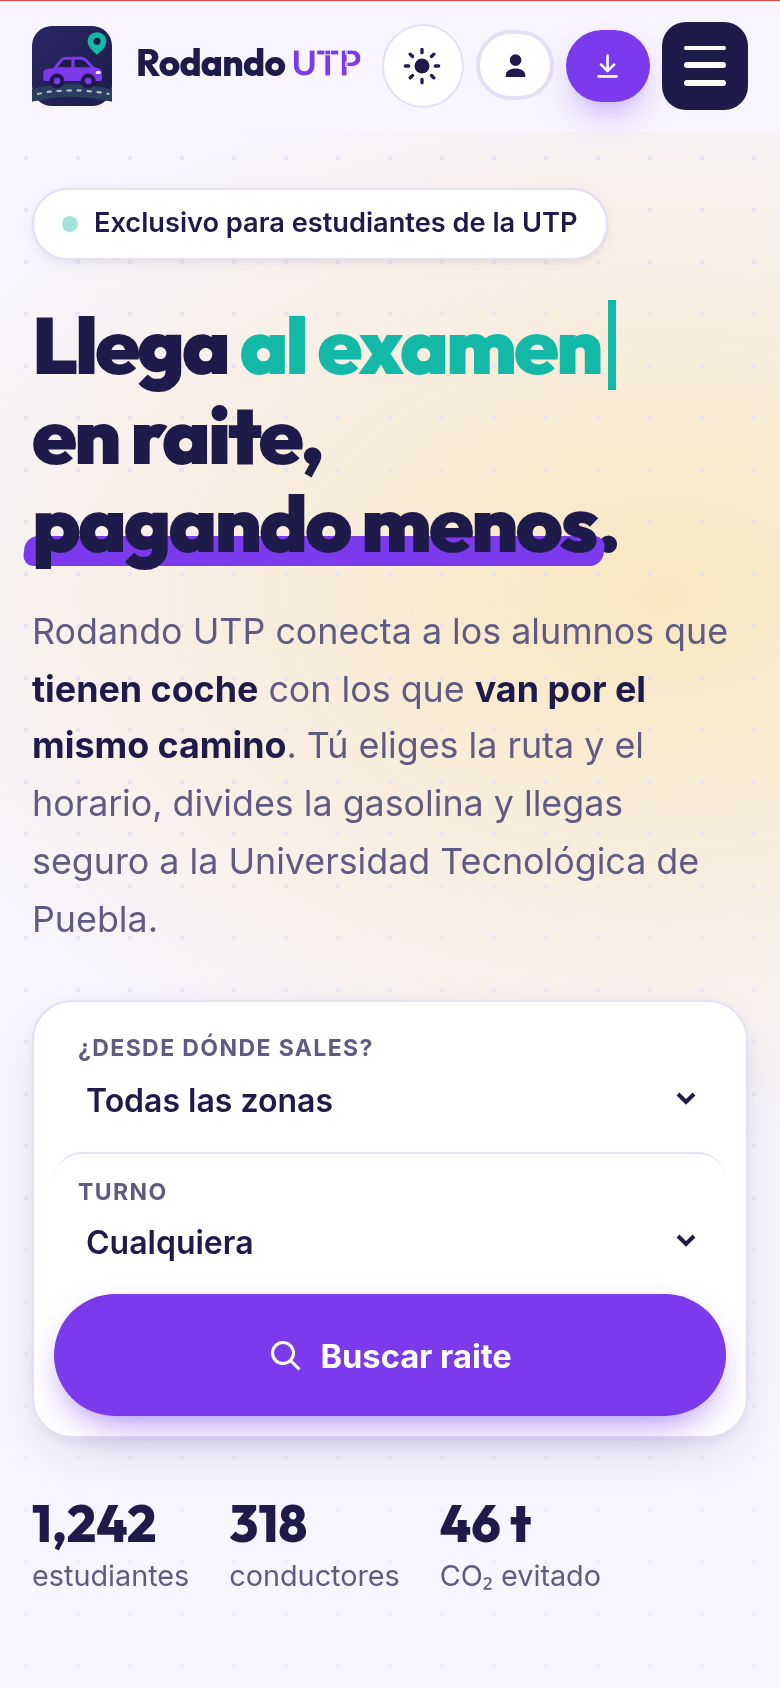 Rodando UTP
Exclusivo para estudiantes de la UTP
Llega al examen
en raite,
pagando menos.
Rodando UTP conecta a los alumnos que
tienen coche con los que van por el
mismo camino. Tú eliges la ruta y el
horario, divides la gasolina y llegas
seguro a la Universidad Tecnológica de
Puebla.
¿DESDE DÓNDE SALES?
Todas las zonas
TURNO
Cualquiera
Buscar raite
1,242 318 46 t
estudiantes conductores CO₂ evitado